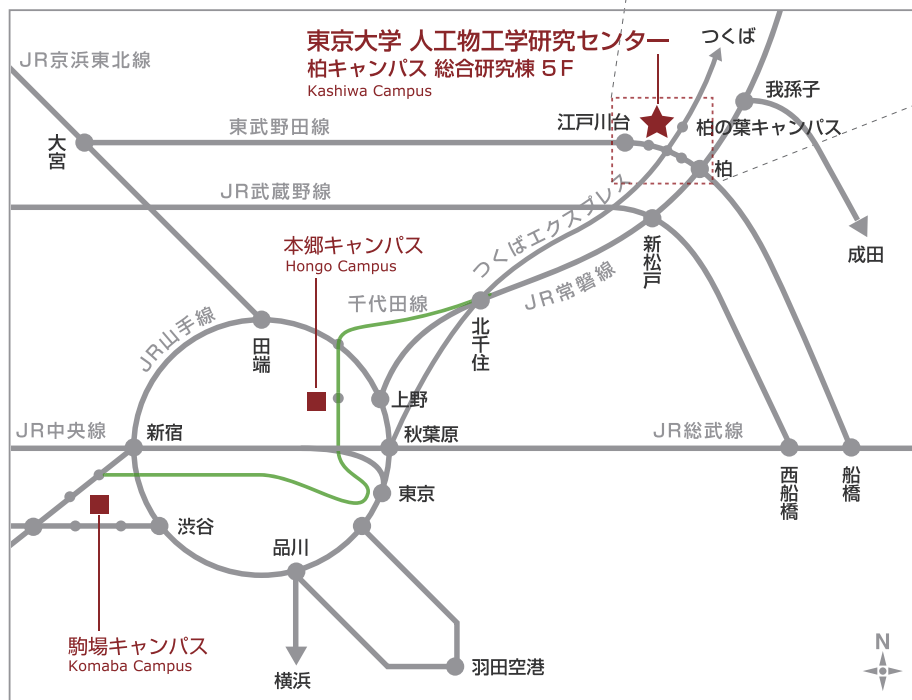 東京大学 人工物工学研究センター
柏キャンパス 総合研究棟 5F
Kashiwa Campus
つくば
JR京浜東北線
我孫子
東武野田線
江戸川台
柏の葉キャンパス
大宮
柏
JR武蔵野線
つくばエクスプレス
本郷キャンパス
Hongo Campus
新松戸
成田
JR常磐線
千代田線
JR山手線
北千住
田端
上野
JR中央線
新宿
秋葉原
JR総武線
西船橋
船橋
東京
渋谷
品川
駒場キャンパス
Komaba Campus
横浜
羽田空港
N